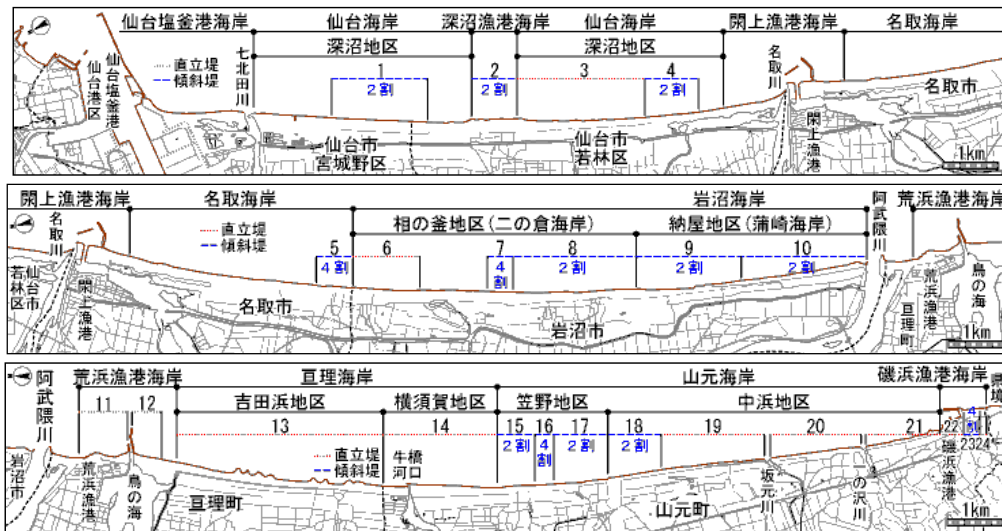 仙台塩釜港海岸 仙台海岸 深沼漁港海岸 仙台海岸 閖上漁港海岸 名取海岸
深沼地区 深沼地区
仙台塩釜港
仙台港区
七北田川
直立堤
傾斜堤
1 2 3 4
2割 2割 2割
名取川
名取市
仙台市
宮城野区
仙台市
若林区
閖上漁港
1km
閖上漁港海岸 名取海岸 岩沼海岸 荒浜漁港海岸
名取川
相の釜地区(二の倉海岸) 納屋地区(蒲崎海岸)
阿武隈川
直立堤
傾斜堤
5 6 7 8 9 10
4割 4割 2割 2割 2割
仙台市
若林区
閖上漁港
名取市
岩沼市
亘理町
荒浜漁港
鳥の海
1km
阿武隈川
荒浜漁港海岸 亘理海岸 山元海岸 磯浜漁港海岸
県境
吉田浜地区 横須賀地区 笠野地区 中浜地区
11 12 13 14 15 16 17 18 19 20 21 22 23 24
2割 4割 2割 2割 4割
直立堤
傾斜堤
牛橋
河口
岩沼市
荒浜漁港
鳥の海
亘理町
山元町
坂元川
一の沢川
磯浜漁港
1km